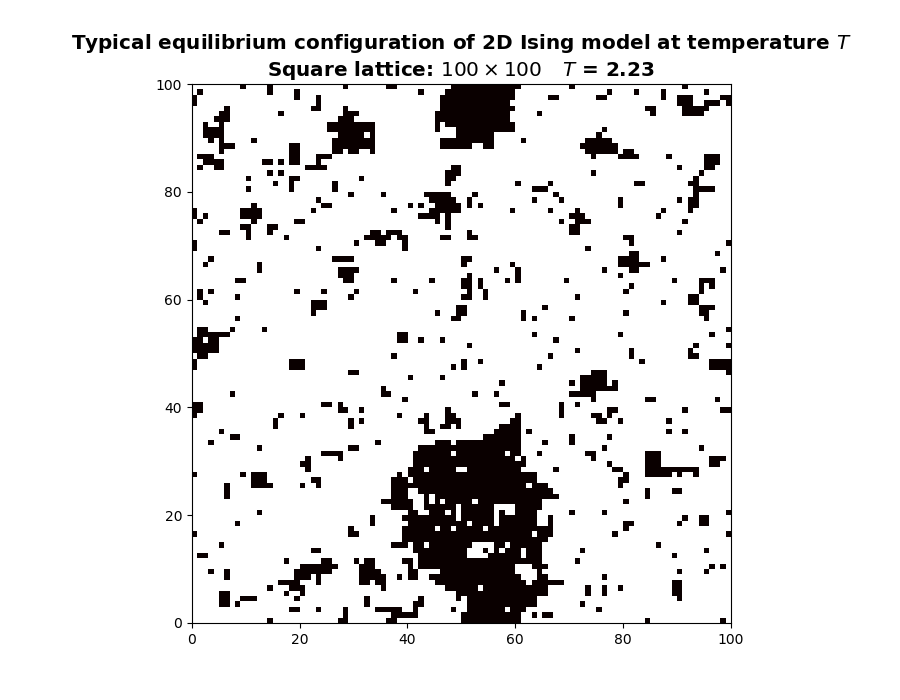 Typical equilibrium configuration of 2D Ising model at temperature T
Square lattice: 100 × 100 T = 2.23
100
80
60
40
20
0
0 20 40 60 80 100